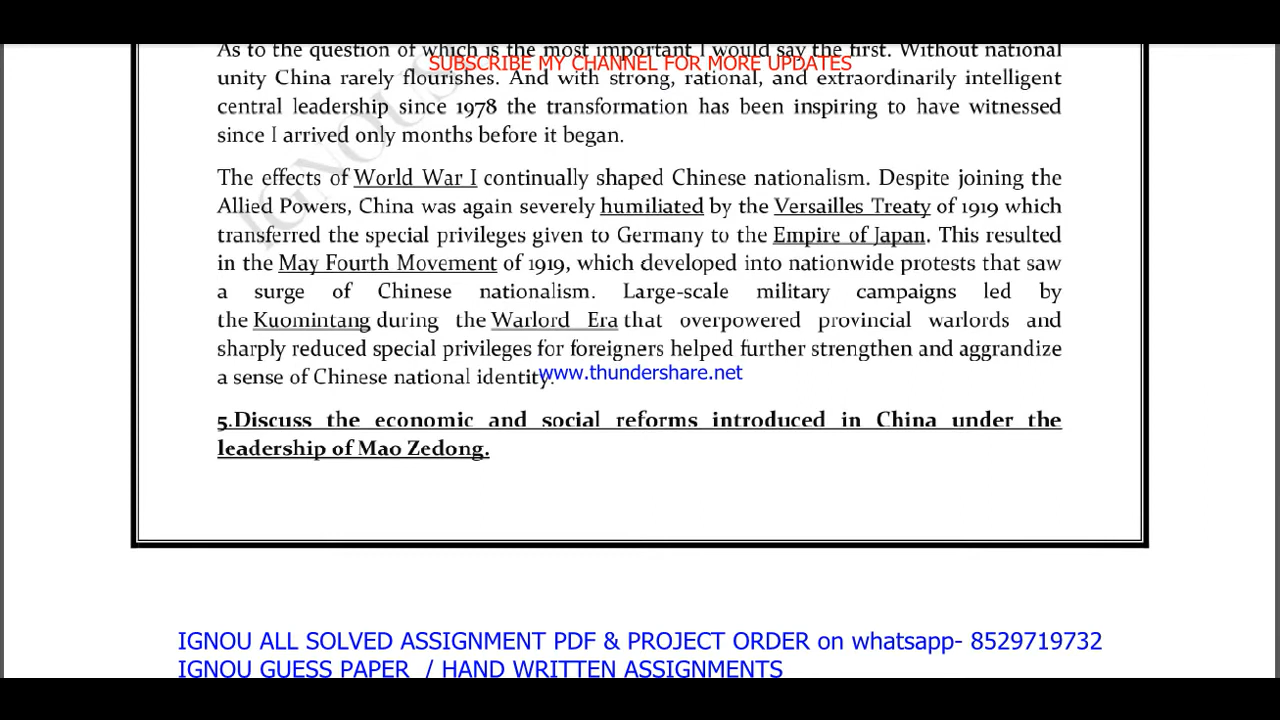 As to the question of which is the most important I would say the first. Without national
SUBSCRIBE MY CHANNEL FOR MORE UPDATES
unity China rarely flourishes. And with strong, rational, and extraordinarily intelligent
central leadership since 1978 the transformation has been inspiring to have witnessed
since I arrived only months before it began.
The effects of World War I continually shaped Chinese nationalism. Despite joining the
Allied Powers, China was again severely humiliated by the Versailles Treaty of 1919 which
transferred the special privileges given to Germany to the Empire of Japan. This resulted
in the May Fourth Movement of 1919, which developed into nationwide protests that saw
a surge of Chinese nationalism. Large-scale military campaigns led by
the Kuomintang during the Warlord Era that overpowered provincial warlords and
sharply reduced special privileges for foreigners helped further strengthen and aggrandize
a sense of Chinese national identity.
www.thundershare.net
5.Discuss the economic and social reforms introduced in China under the
leadership of Mao Zedong.
IGNOU ALL SOLVED ASSIGNMENT PDF & PROJECT ORDER on whatsapp- 8529719732
IGNOU GUESS PAPER / HAND WRITTEN ASSIGNMENTS